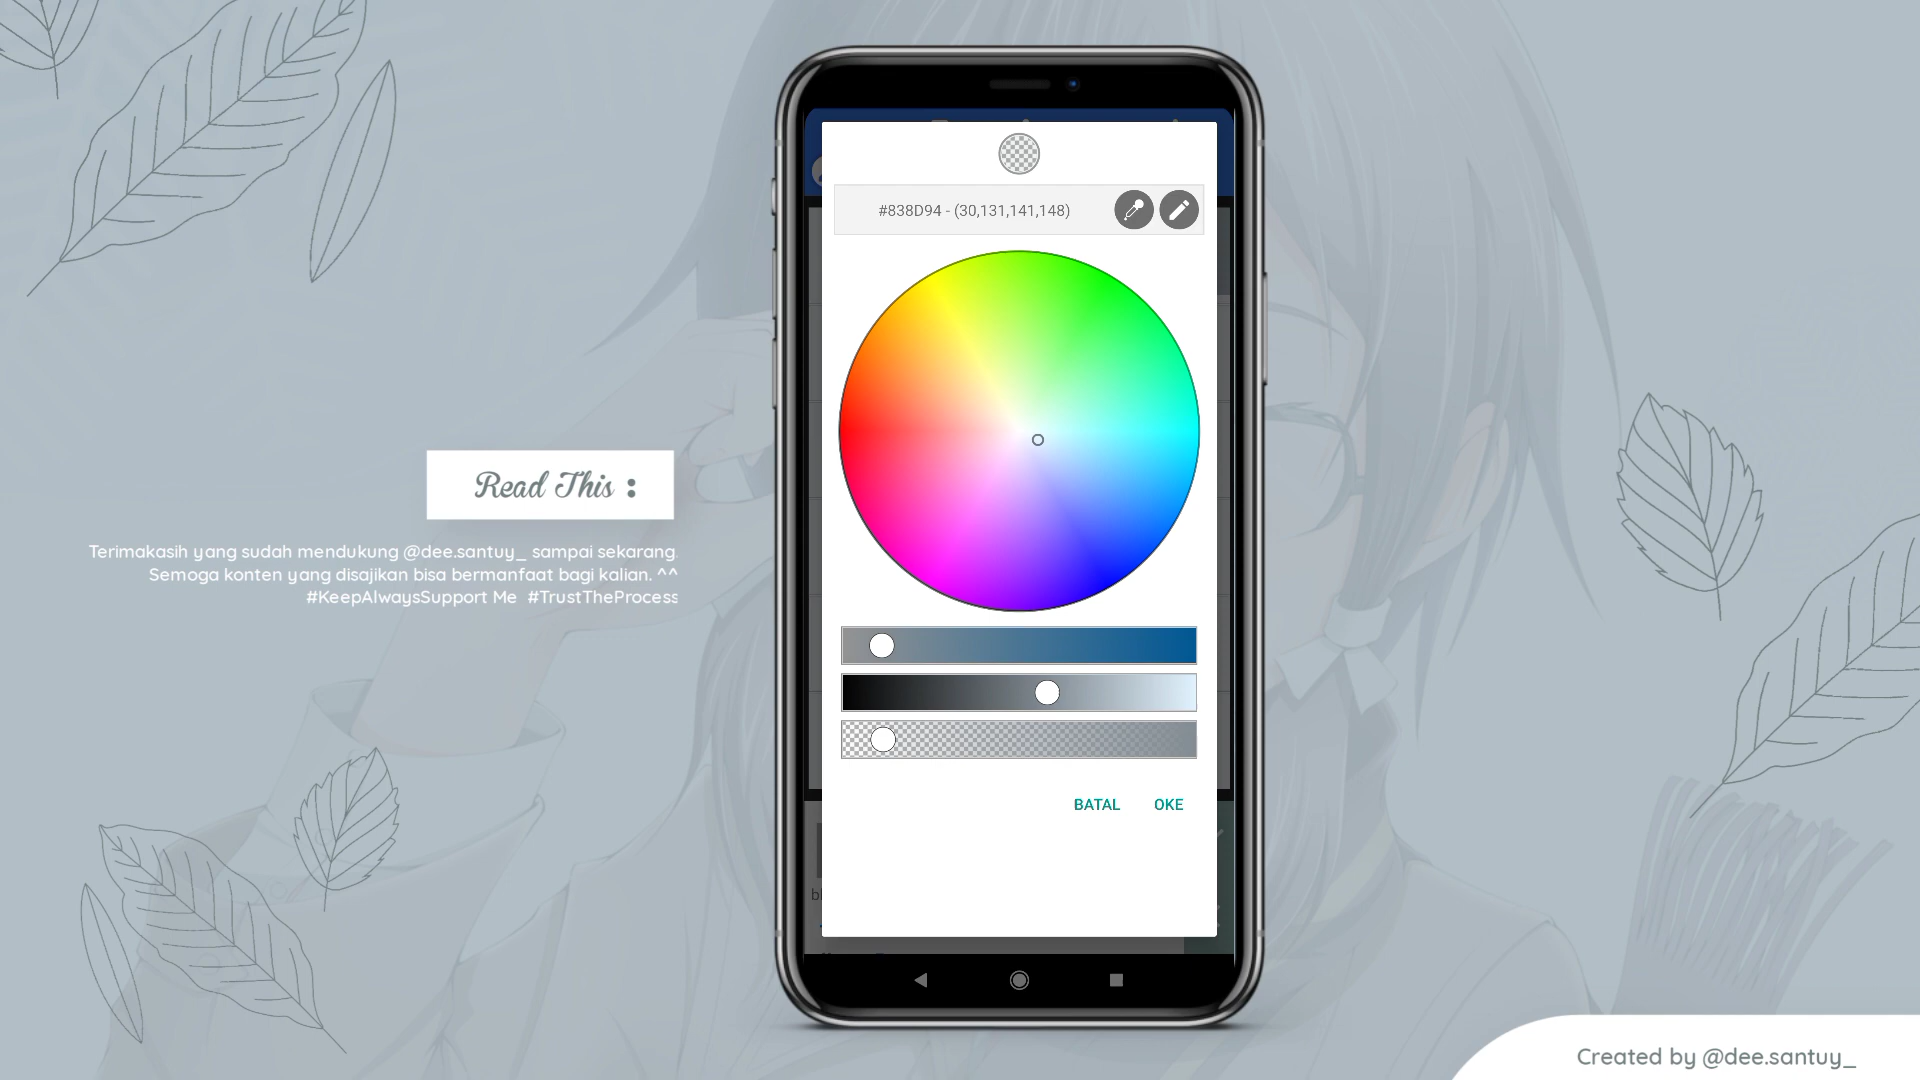 Read This :
Terimakasih yang sudah mendukung @dee.santuy_ sampai sekarang.
Semoga konten yang disajikan bisa bermanfaat bagi kalian. ^^
#KeepAlwaysSupport Me  #TrustTheProcess
#838D94 - (30,131,141,148)
BATAL OKE
Created by @dee.santuy_